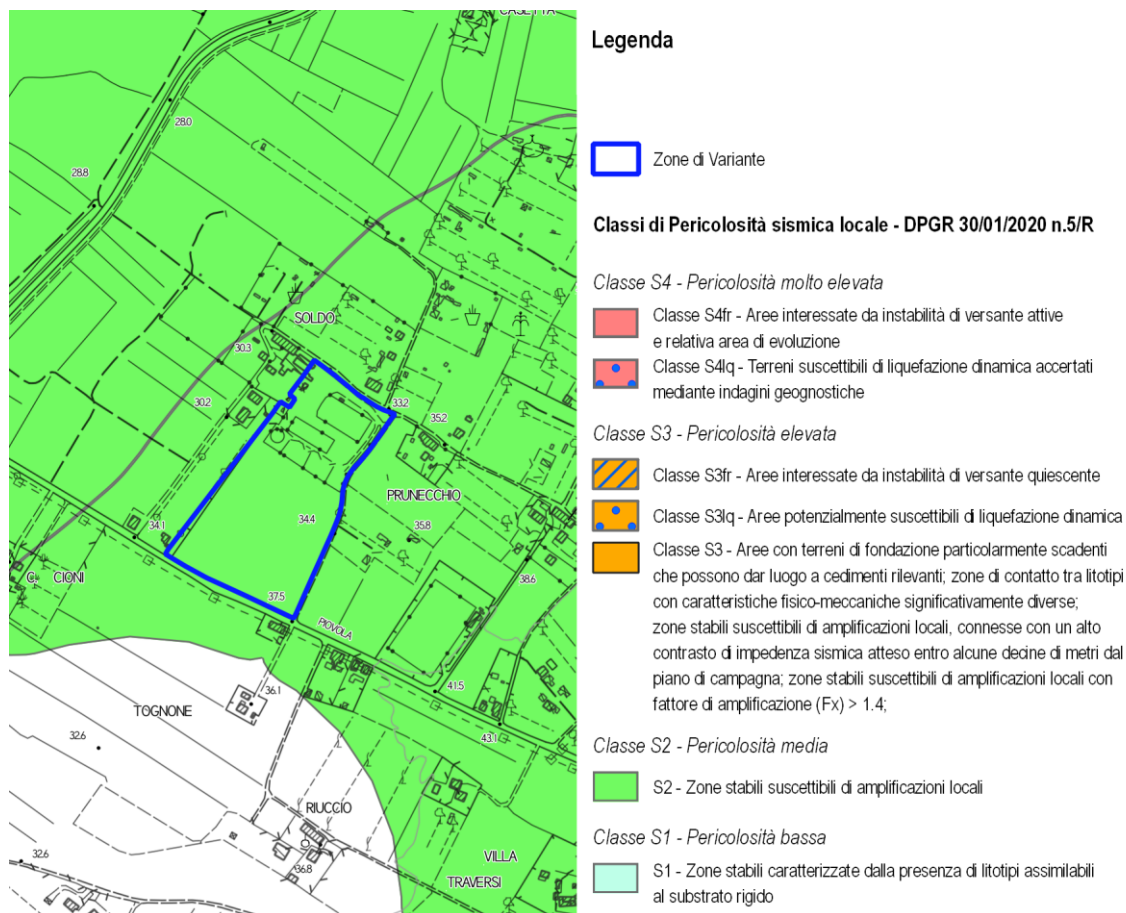 CASETTA
28.0
28.8
SOLDO
30.3
30.2
33.2
35.2
PRUNECCHIO
34.4
35.8
34.1
38.6
C. CIONI
37.5
PIOVOLA
36.1
41.5
TOGNONE
43.1
32.6
RIUCCIO
32.6
36.8
VILLA
TRAVERSI
Legenda
Zone di Variante
Classi di Pericolosità sismica locale - DPGR 30/01/2020 n.5/R
Classe S4 - Pericolosità molto elevata
Classe S4fr - Aree interessate da instabilità di versante attive
e relativa area di evoluzione
Classe S4lq - Terreni suscettibili di liquefazione dinamica accertati
mediante indagini geognostiche
Classe S3 - Pericolosità elevata
Classe S3fr - Aree interessate da instabilità di versante quiescente
Classe S3lq - Aree potenzialmente suscettibili di liquefazione dinamica
Classe S3 - Aree con terreni di fondazione particolarmente scadenti
che possono dar luogo a cedimenti rilevanti; zone di contatto tra litotipi
con caratteristiche fisico-meccaniche significativamente diverse;
zone stabili suscettibili di amplificazioni locali, connesse con un alto
contrasto di impedenza sismica atteso entro alcune decine di metri dal
piano di campagna; zone stabili suscettibili di amplificazioni locali con
fattore di amplificazione (Fx) > 1.4;
Classe S2 - Pericolosità media
S2 - Zone stabili suscettibili di amplificazioni locali
Classe S1 - Pericolosità bassa
S1 - Zone stabili caratterizzate dalla presenza di litotipi assimilabili
al substrato rigido